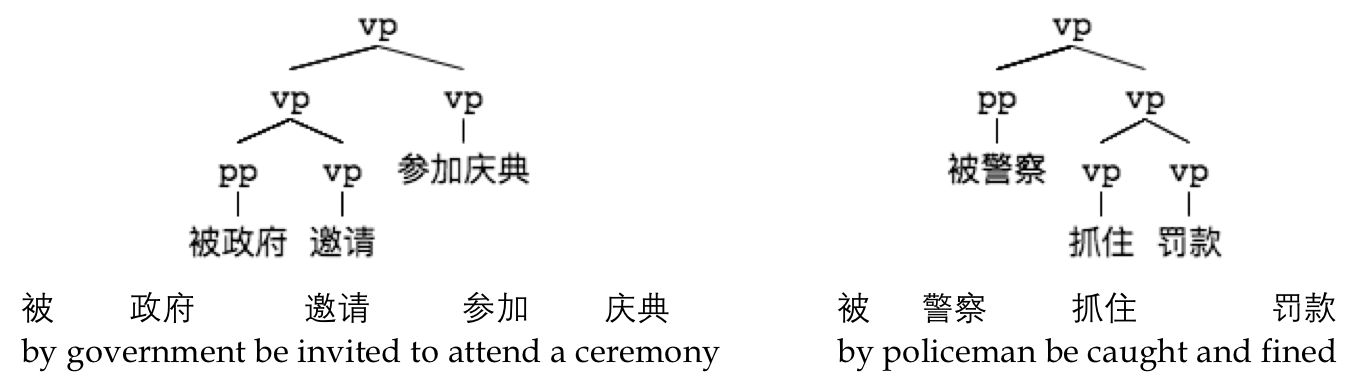 vp
vp
vp vp
pp vp
pp vp 参加庆典
被警察 vp vp
被政府 邀请
抓住 罚款
被 政府 邀请 参加 庆典
被 警察 抓住 罚款
by government be invited to attend a ceremony
by policeman be caught and fined